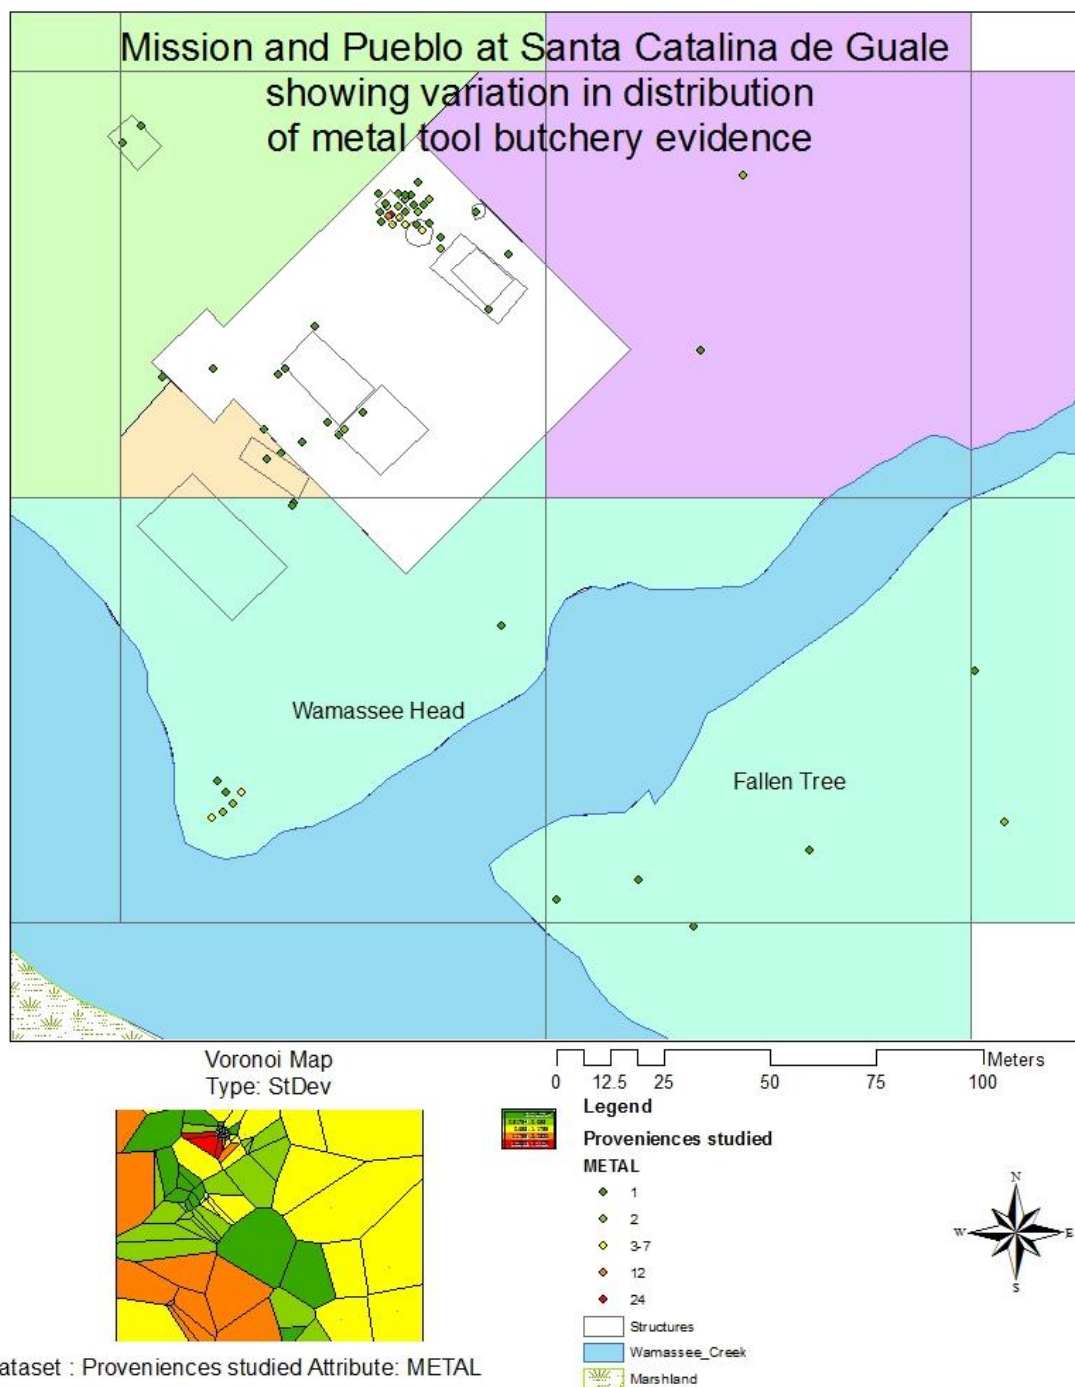 Mission and Pueblo at Santa Catalina de Guale
showing variation in distribution
of metal tool butchery evidence
Wamassee Head
Fallen Tree
Voronoi Map
Type: StDev
ataset : Proveniences studied Attribute: METAL
Meters
0 12.5 25 50 75 100
Legend
Proveniences studied
METAL
1
2
3-7
12
24
Structures
Wamassee_Creek
Marshland
N
W E
S